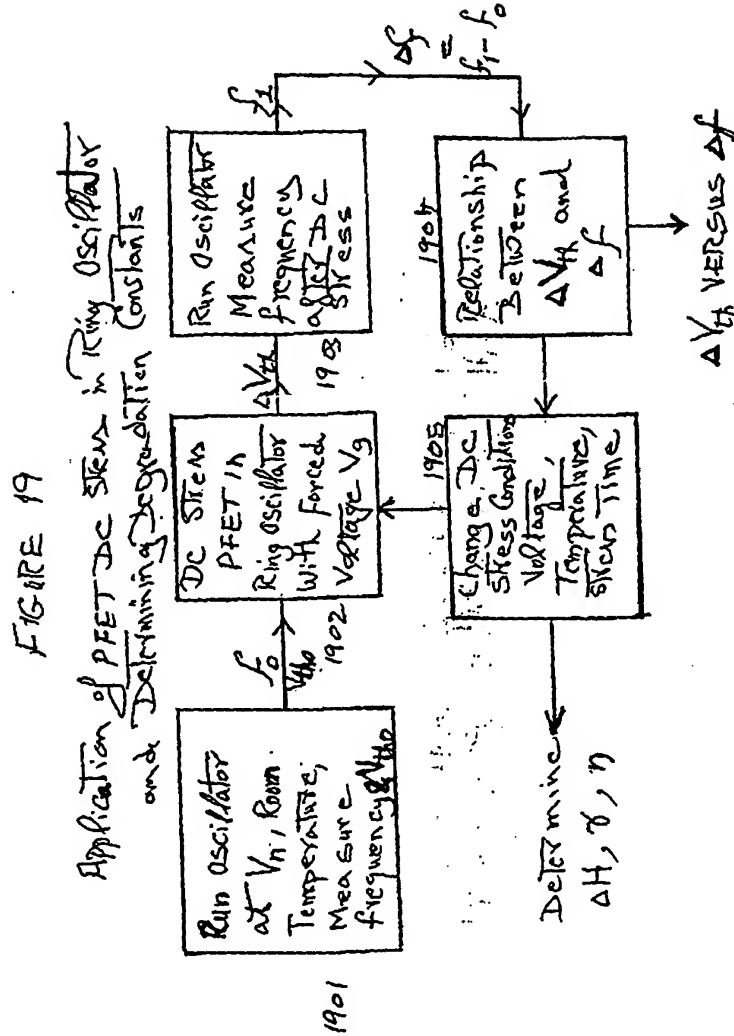 FIGURE 19
Application of PFET DC Stress in Ring Oscillator
and Determining Degradation Constants
1901
Run Oscillator
at Vn, Room
Temperature,
Measure
frequency & Vtho
f0
Vtho
1902
DC Stress
PFET in
Ring Oscillator
With Forced
Voltage Vg
ΔVth
1903
Run Oscillator
Measure
frequency
after DC
Stress
f1
Δf
=
f1-f0
1904
Relationship
Between
ΔVth and
Δf
ΔVth VERSUS Δf
1905
Change DC
Stress Conditions
Voltage,
Temperature,
Stress Time
Determine
ΔH, γ, n